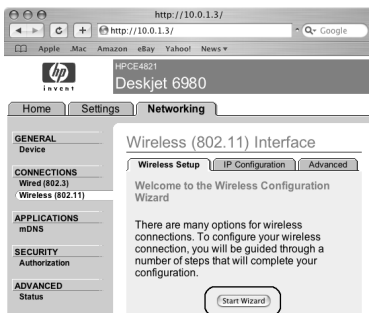 http://10.0.1.3/
http://10.0.1.3/
Google
Apple .Mac Amazon eBay Yahoo! News
hp
invent
HPCE4821
Deskjet 6980
Home Settings Networking
GENERAL
Device
CONNECTIONS
Wired (802.3)
Wireless (802.11)
APPLICATIONS
mDNS
SECURITY
Authorization
ADVANCED
Status
Wireless (802.11) Interface
Wireless Setup IP Configuration Advanced
Welcome to the Wireless Configuration
Wizard
There are many options for wireless
connections. To configure your wireless
connection, you will be guided through a
number of steps that will complete your
configuration.
Start Wizard